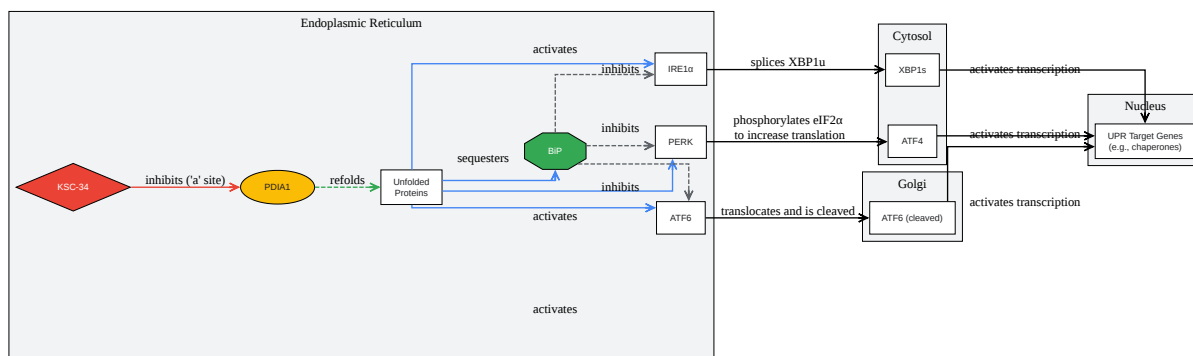 Endoplasmic Reticulum
KSC-34
inhibits ('a' site)
PDIA1
refolds
Unfolded
Proteins
activates
sequesters
activates
activates
BiP
inhibits
inhibits
inhibits
IRE1α
PERK
ATF6
splices XBP1u
phosphorylates eIF2α
to increase translation
translocates and is cleaved
Cytosol
XBP1s
ATF4
Golgi
ATF6 (cleaved)
activates transcription
activates transcription
activates transcription
Nucleus
UPR Target Genes
(e.g., chaperones)